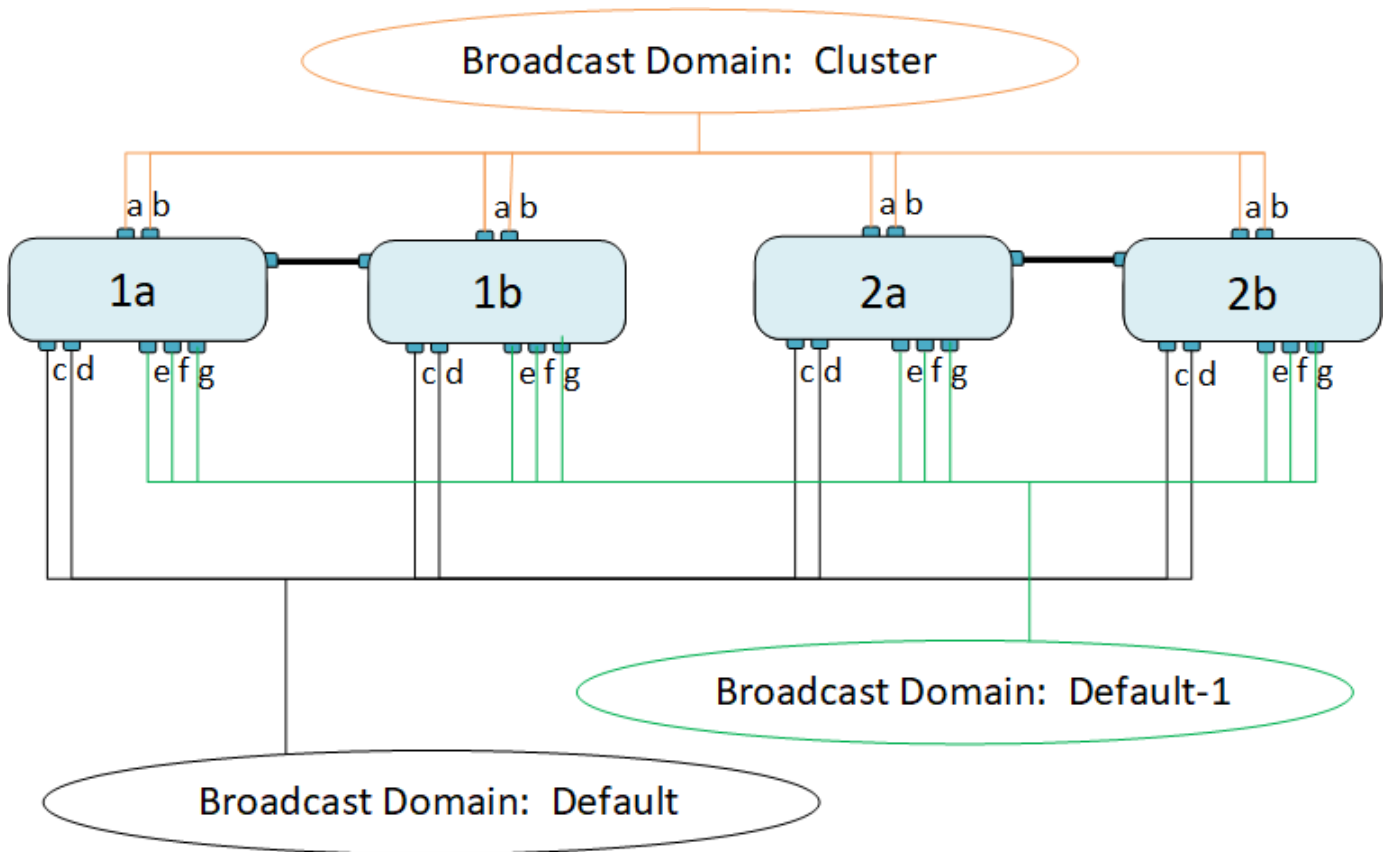 Broadcast Domain: Cluster
a b a b a b a b
1a 1b 2a 2b
c d e f g c d e f g c d e f g c d e f g
Broadcast Domain: Default-1
Broadcast Domain: Default